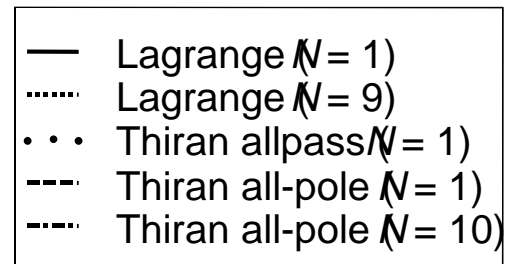 Lagrange (N = 1)
Lagrange (N = 9)
Thiran allpass (N = 1)
Thiran all-pole (N = 1)
Thiran all-pole (N = 10)